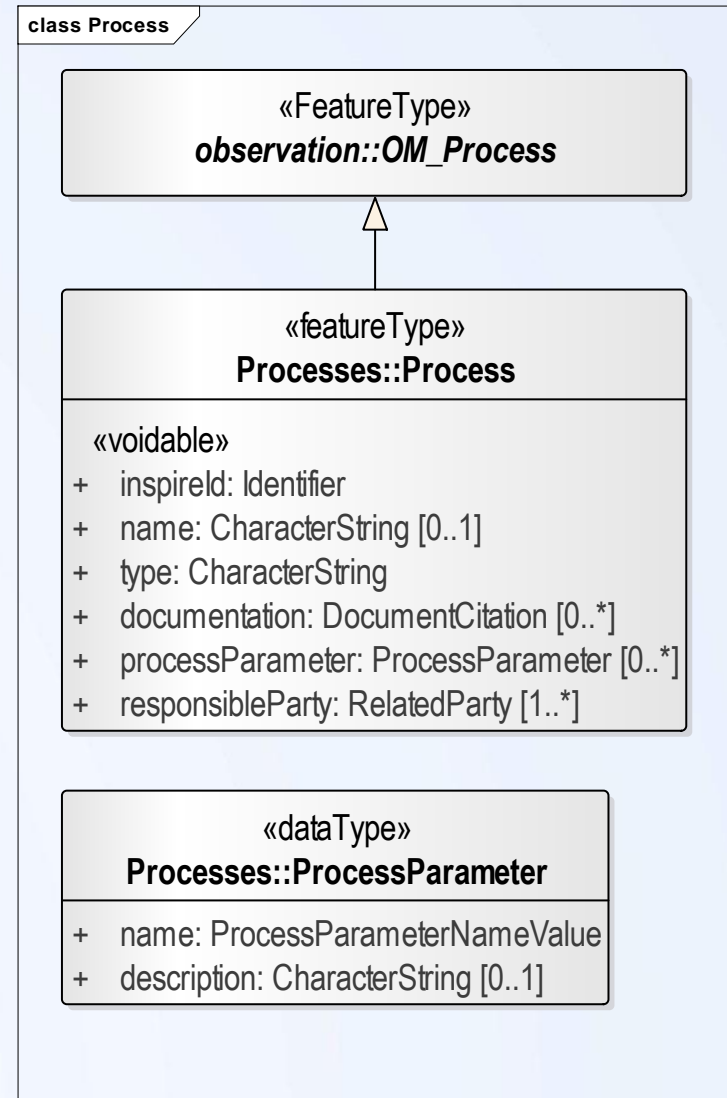 class Process
«FeatureType»
observation::OM_Process
«featureType»
Processes::Process
«voidable»
+ inspireId: Identifier
+ name: CharacterString [0..1]
+ type: CharacterString
+ documentation: DocumentCitation [0..*]
+ processParameter: ProcessParameter [0..*]
+ responsibleParty: RelatedParty [1..*]
«dataType»
Processes::ProcessParameter
+ name: ProcessParameterNameValue
+ description: CharacterString [0..1]